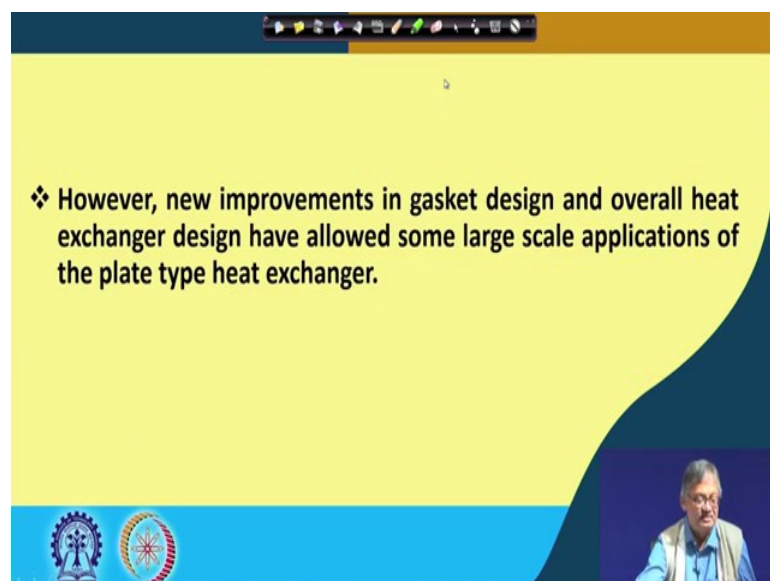 ❖ However, new improvements in gasket design and overall heat
exchanger design have allowed some large scale applications of
the plate type heat exchanger.